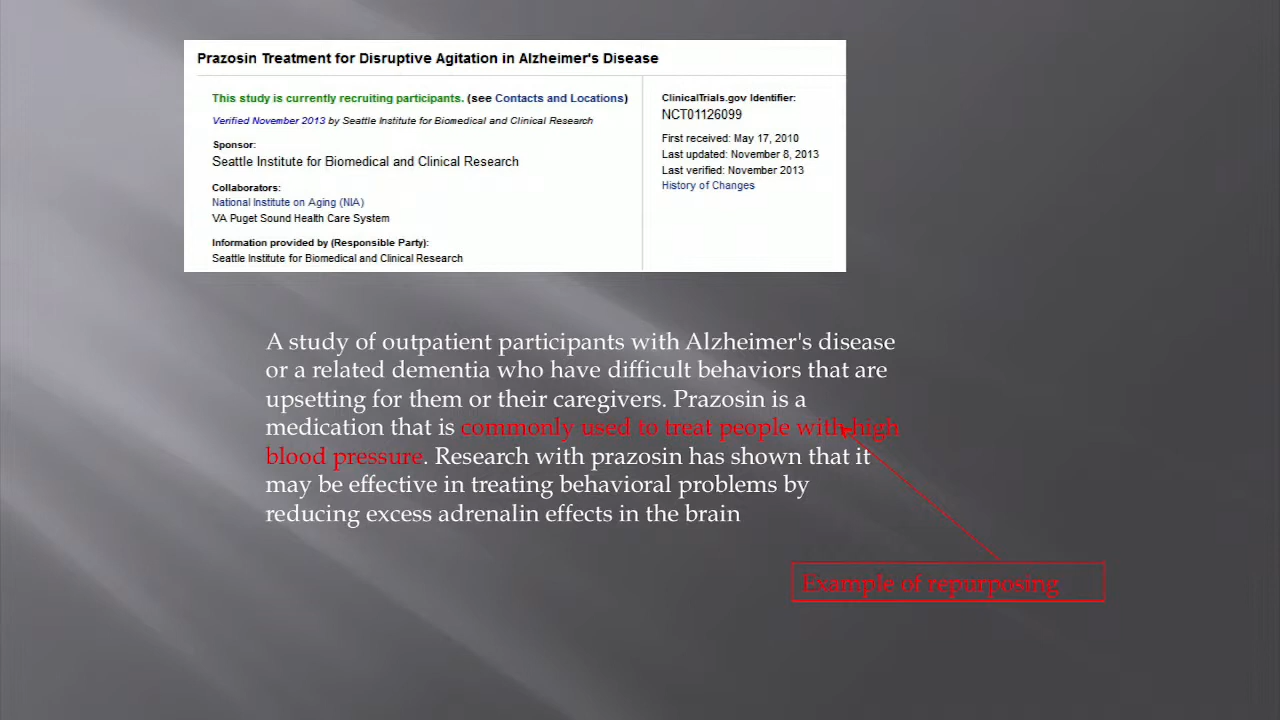 Prazosin Treatment for Disruptive Agitation in Alzheimer's Disease
This study is currently recruiting participants. (see Contacts and Locations)
Verified November 2013 by Seattle Institute for Biomedical and Clinical Research
Sponsor:
Seattle Institute for Biomedical and Clinical Research
Collaborators:
National Institute on Aging (NIA)
VA Puget Sound Health Care System
Information provided by (Responsible Party):
Seattle Institute for Biomedical and Clinical Research
ClinicalTrials.gov Identifier:
NCT01126099
First received: May 17, 2010
Last updated: November 8, 2013
Last verified: November 2013
History of Changes
A study of outpatient participants with Alzheimer's disease
or a related dementia who have difficult behaviors that are
upsetting for them or their caregivers. Prazosin is a
medication that is commonly used to treat people with high
blood pressure. Research with prazosin has shown that it
may be effective in treating behavioral problems by
reducing excess adrenalin effects in the brain
Example of repurposing